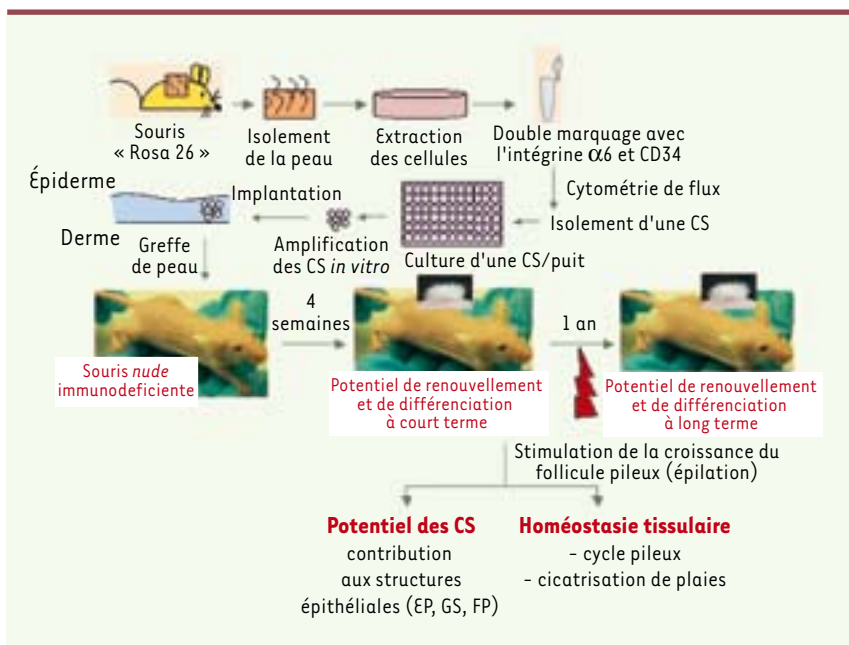 Souris
« Rosa 26 »
Isolement
de la peau
Extraction
des cellules
Double marquage avec
l'intégrine α6 et CD34
Cytométrie de flux
Isolement d'une CS
Culture d'une CS/puit
Amplification
des CS in vitro
Implantation
Épiderme
Derme
Greffe
de peau
Souris nude
immunodeficiente
4
semaines
Potentiel de renouvellement
et de différenciation
à court terme
1 an
Potentiel de renouvellement
et de différenciation
à long terme
Stimulation de la croissance du
follicule pileux (épilation)
Potentiel des CS
contribution
aux structures
épithéliales (EP, GS, FP)
Homéostasie tissulaire
- cycle pileux
- cicatrisation de plaies